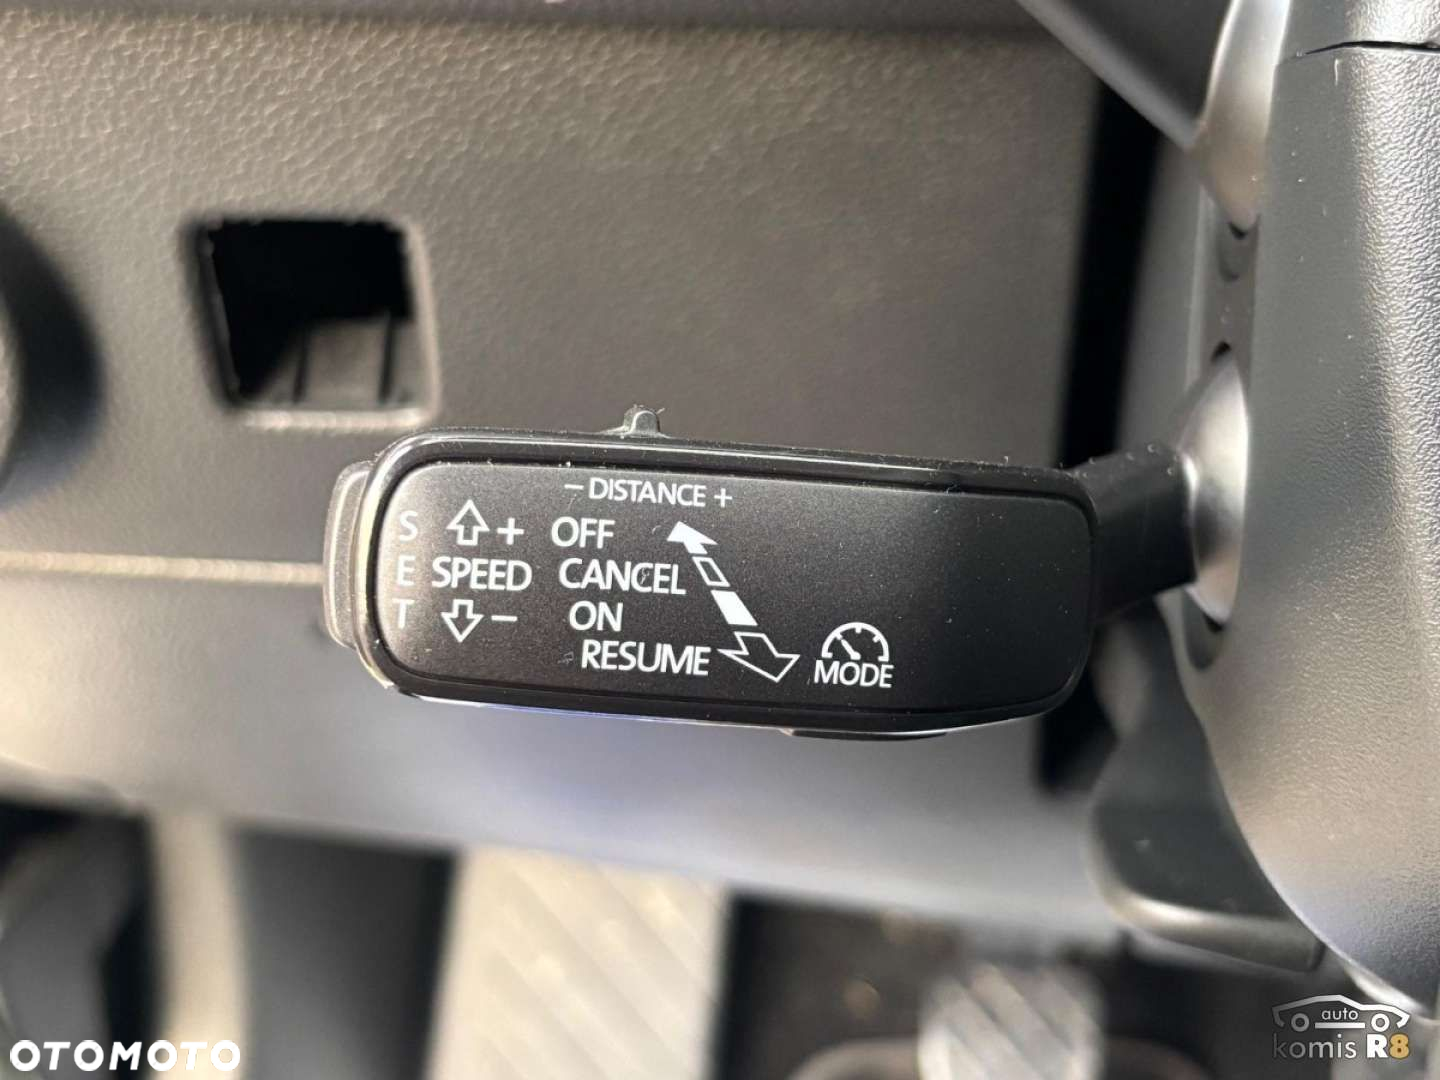 − DISTANCE +
S + OFF
E SPEED CANCEL
T − ON
RESUME MODE
OTOMOTO
auto
komis R8